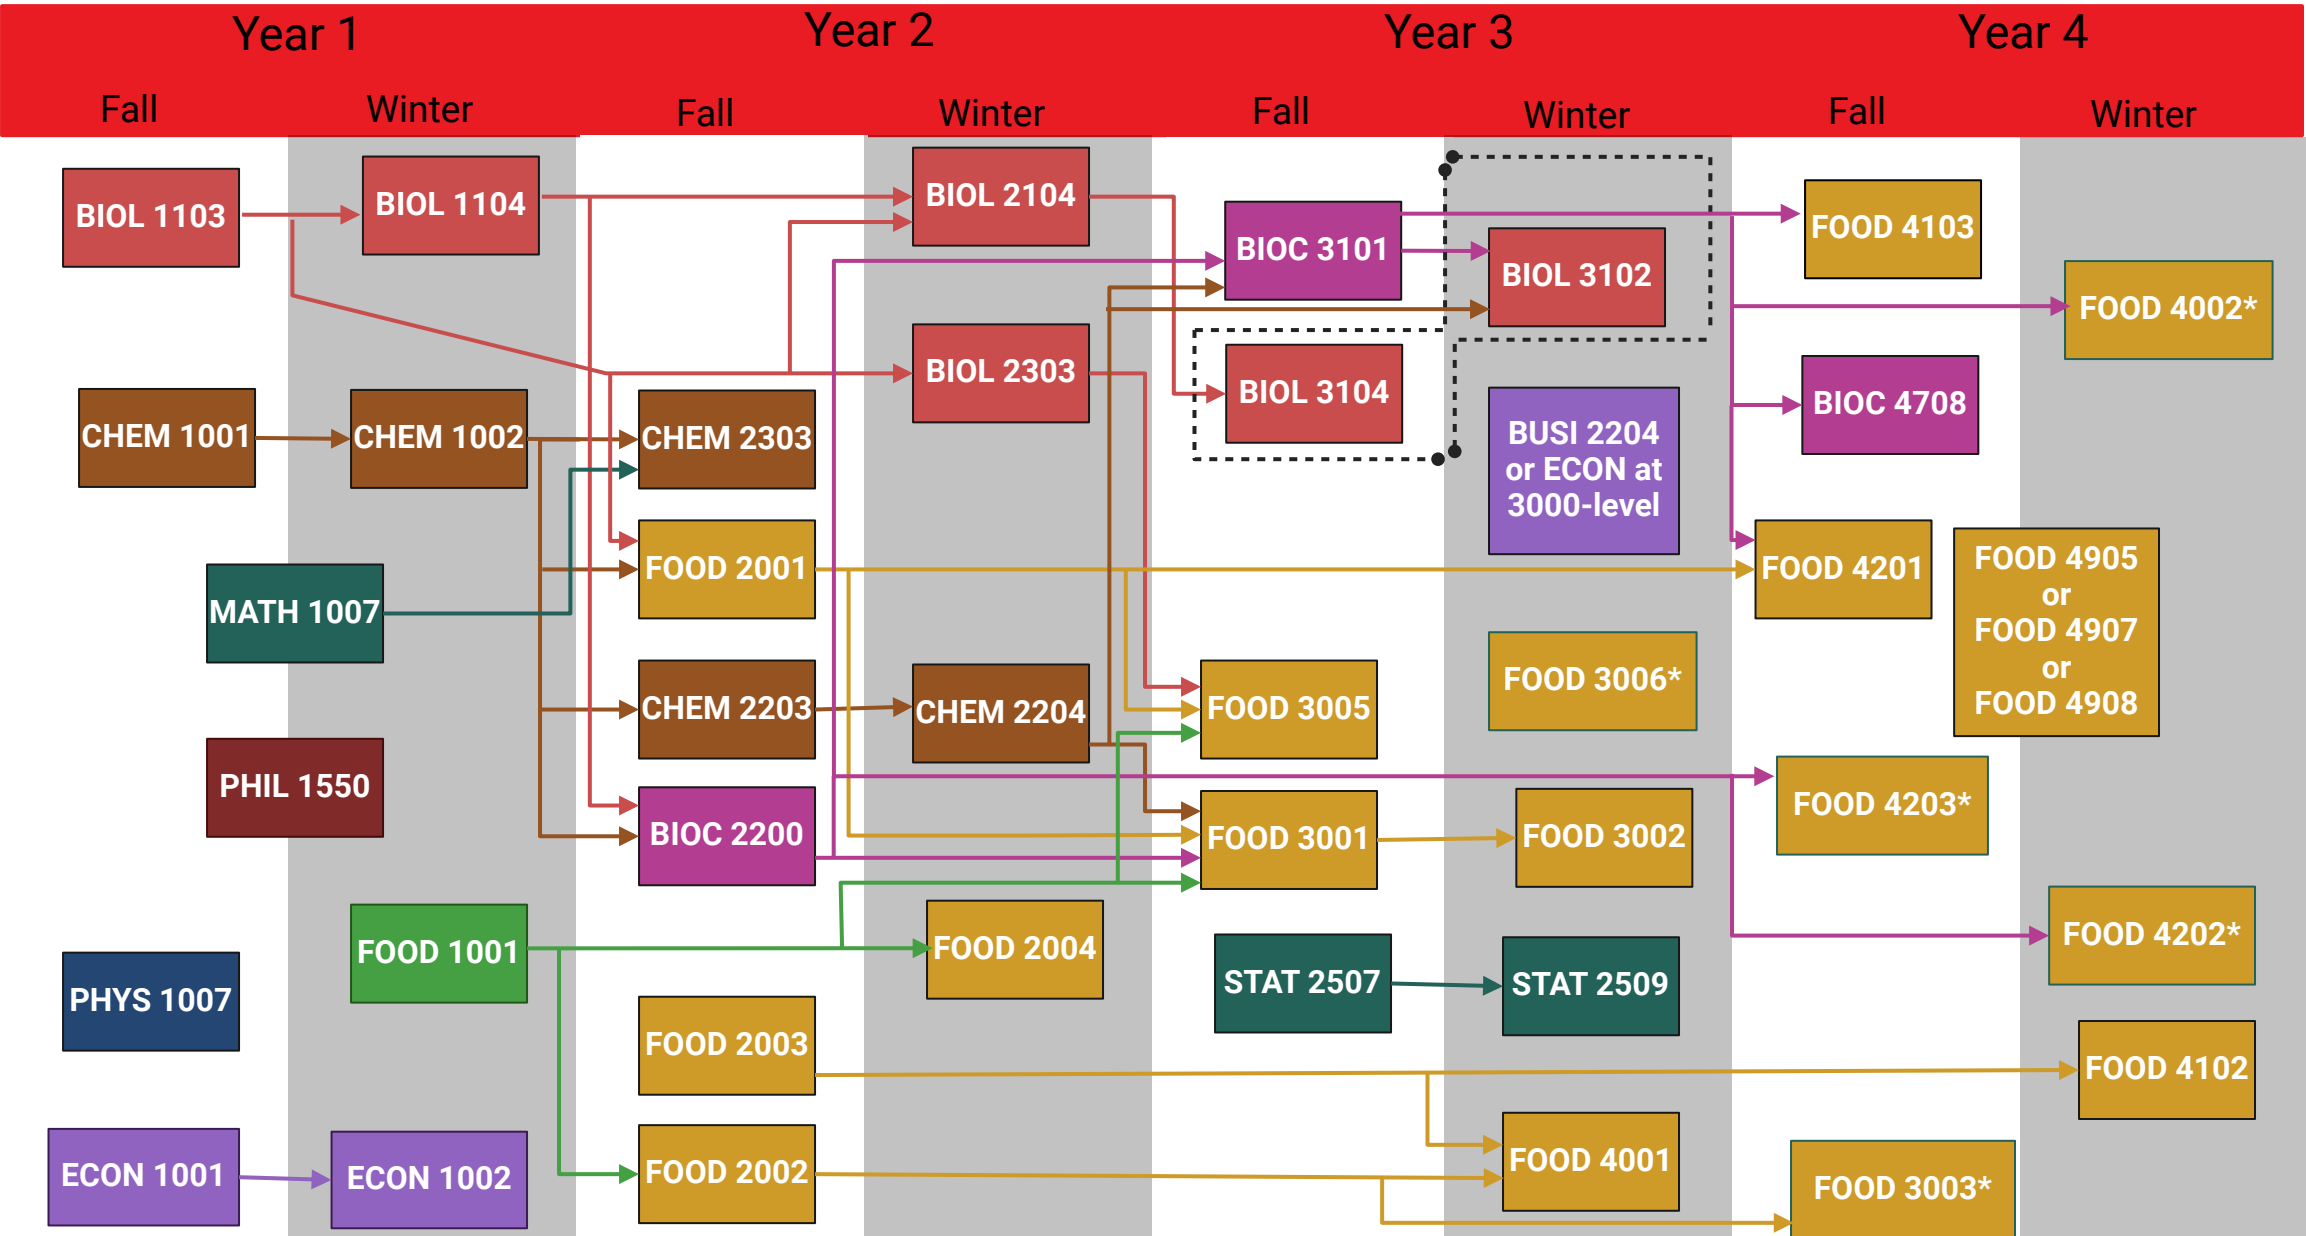 Year 1
Year 2
Year 3
Year 4
Fall
Winter
Fall
Winter
Fall
Winter
Fall
Winter
BIOL 1103
CHEM 1001
MATH 1007
PHIL 1550
PHYS 1007
ECON 1001
BIOL 1104
CHEM 1002
FOOD 1001
ECON 1002
CHEM 2303
FOOD 2001
CHEM 2203
BIOC 2200
FOOD 2003
FOOD 2002
BIOL 2104
BIOL 2303
CHEM 2204
FOOD 2004
BIOC 3101
BIOL 3104
FOOD 3005
FOOD 3001
STAT 2507
BIOL 3102
BUSI 2204
or ECON at
3000-level
FOOD 3006*
FOOD 3002
STAT 2509
FOOD 4001
FOOD 4103
BIOC 4708
FOOD 4201
FOOD 4203*
FOOD 3003*
FOOD 4002*
FOOD 4905
or
FOOD 4907
or
FOOD 4908
FOOD 4202*
FOOD 4102